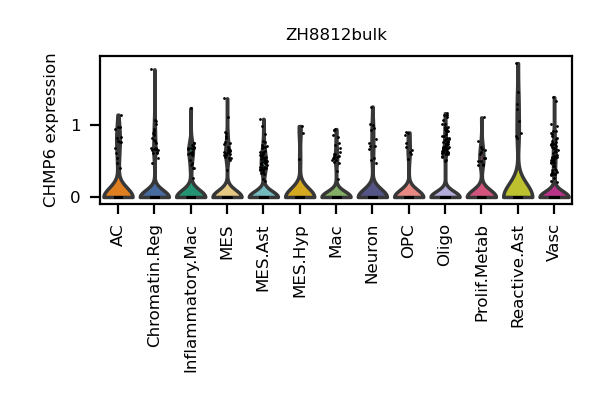 ZH8812bulk
CHMP6 expression
1
0
AC
Chromatin.Reg
Inflammatory.Mac
MES
MES.Ast
MES.Hyp
Mac
Neuron
OPC
Oligo
Prolif.Metab
Reactive.Ast
Vasc